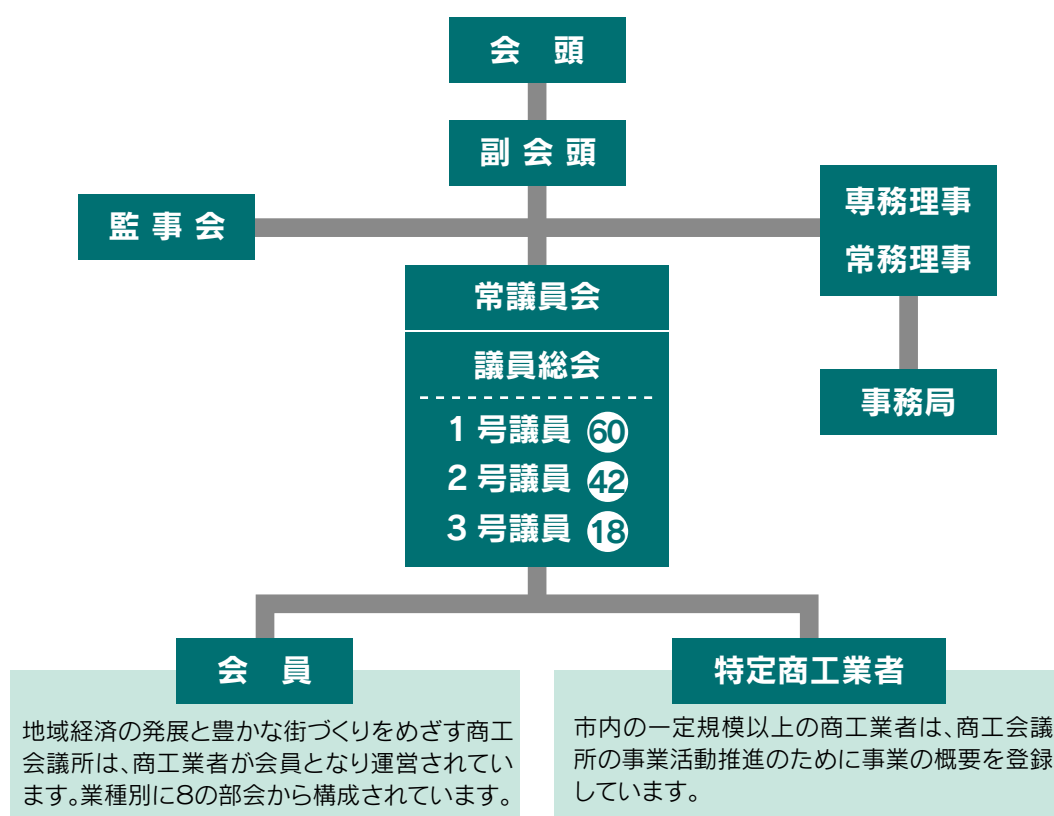 会 頭
副会頭
監事会
専務理事
常務理事
常議員会
議員総会
1号議員 60
2号議員 42
3号議員 18
事務局
会 員
地域経済の発展と豊かな街づくりをめざす商工
会議所は、商工業者が会員となり運営されてい
ます。業種別に8の部会から構成されています。
特定商工業者
市内の一定規模以上の商工業者は、商工会議
所の事業活動推進のために事業の概要を登録
しています。